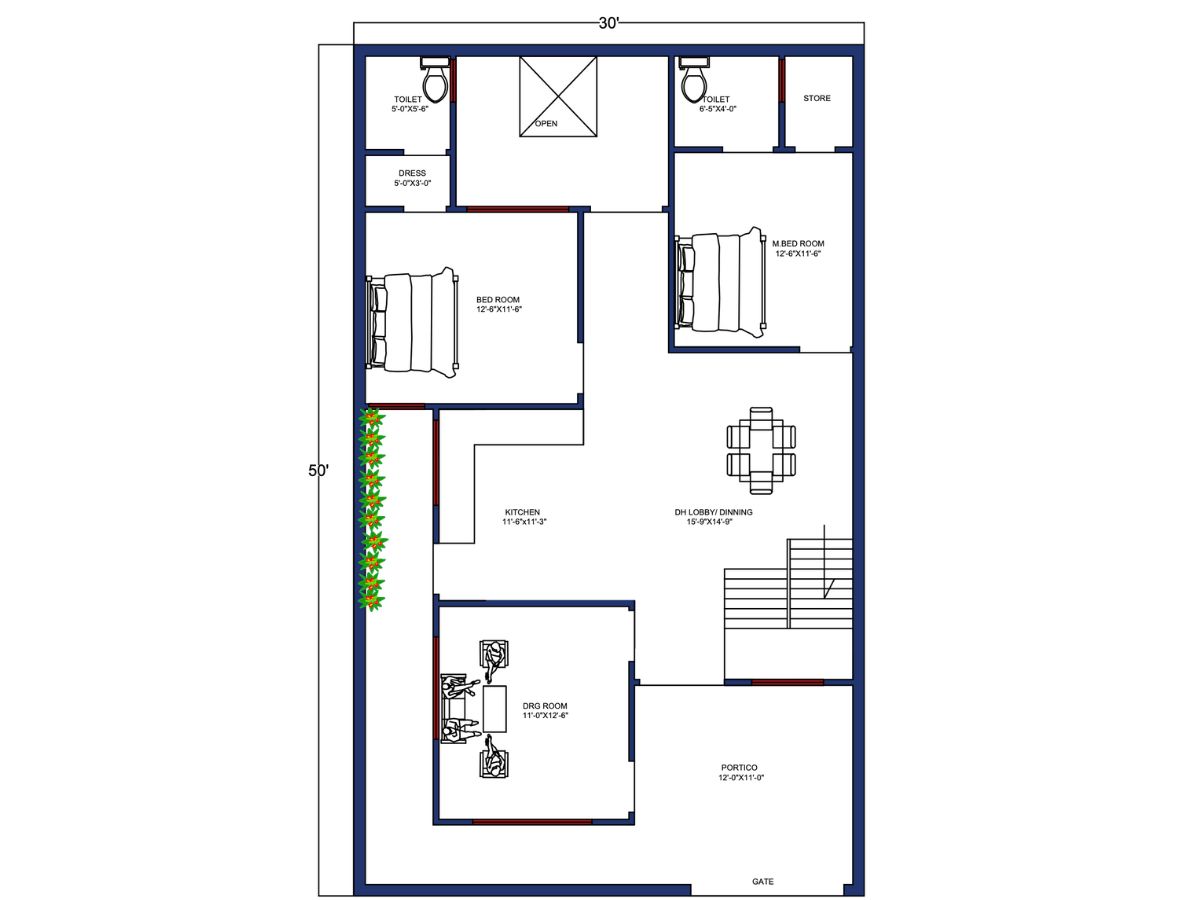 30'
TOILET
5'-0"X5'-6"
OPEN
TOILET
6'-5"X4'-0"
STORE
DRESS
5'-0"X3'-0"
M.BED ROOM
12'-6"X11'-6"
BED ROOM
12'-6"X11'-6"
50'
KITCHEN
11'-6"x11'-3"
DH LOBBY/ DINNING
15'-9"X14'-9"
DRG ROOM
11'-0"X12'-6"
PORTICO
12'-0"X11'-0"
GATE